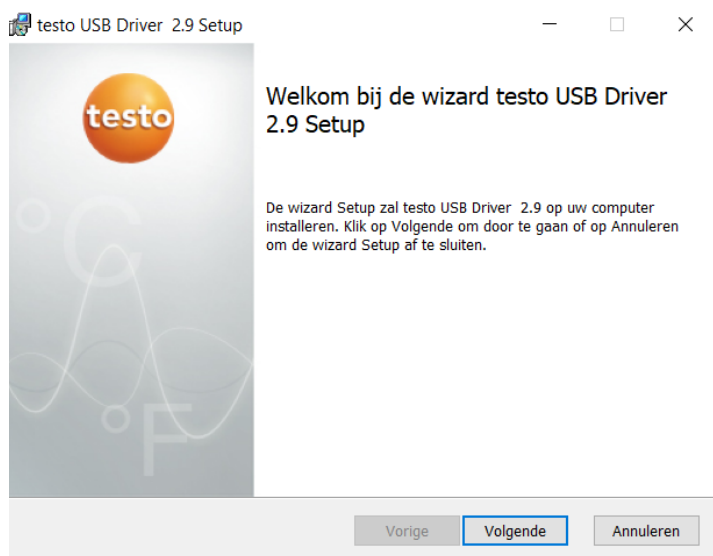 testo USB Driver  2.9 Setup
testo
Welkom bij de wizard testo USB Driver
2.9 Setup
De wizard Setup zal testo USB Driver  2.9 op uw computer
installeren. Klik op Volgende om door te gaan of op Annuleren
om de wizard Setup af te sluiten.
°C
°F
Vorige
Volgende
Annuleren